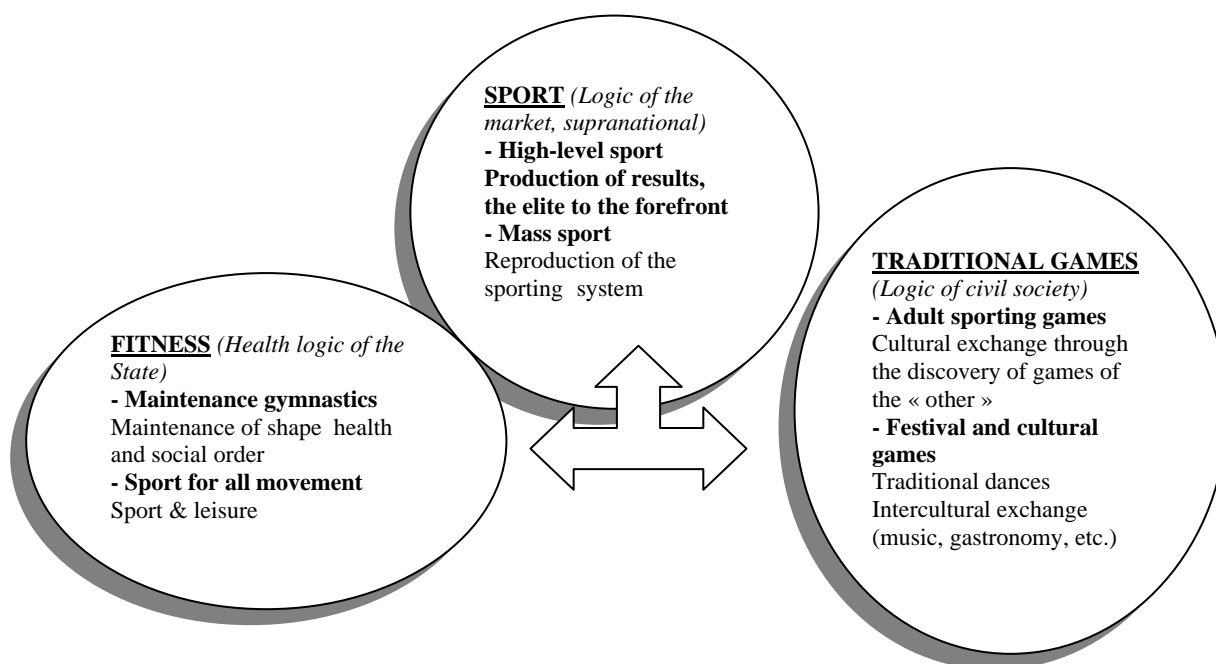 SPORT (Logic of the
market, supranational)
- High-level sport
Production of results,
the elite to the forefront
- Mass sport
Reproduction of the
sporting system
TRADITIONAL GAMES
(Logic of civil society)
- Adult sporting games
Cultural exchange through
the discovery of games of
the « other »
- Festival and cultural
games
Traditional dances
Intercultural exchange
(music, gastronomy, etc.)
FITNESS (Health logic of the
State)
- Maintenance gymnastics
Maintenance of shape health
and social order
- Sport for all movement
Sport & leisure